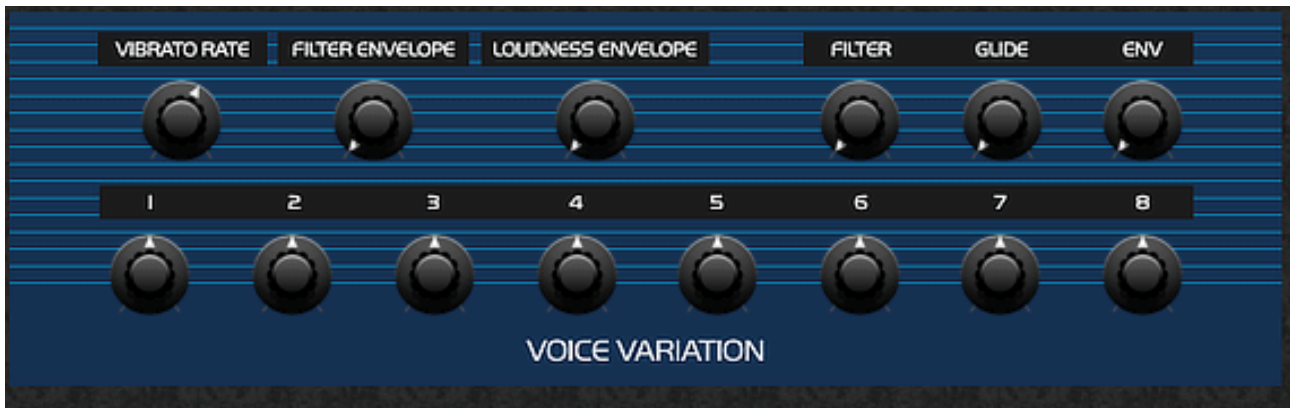 VIBRATO RATE FILTER ENVELOPE LOUDNESS ENVELOPE FILTER GLIDE ENV
1 2 3 4 5 6 7 8
VOICE VARIATION